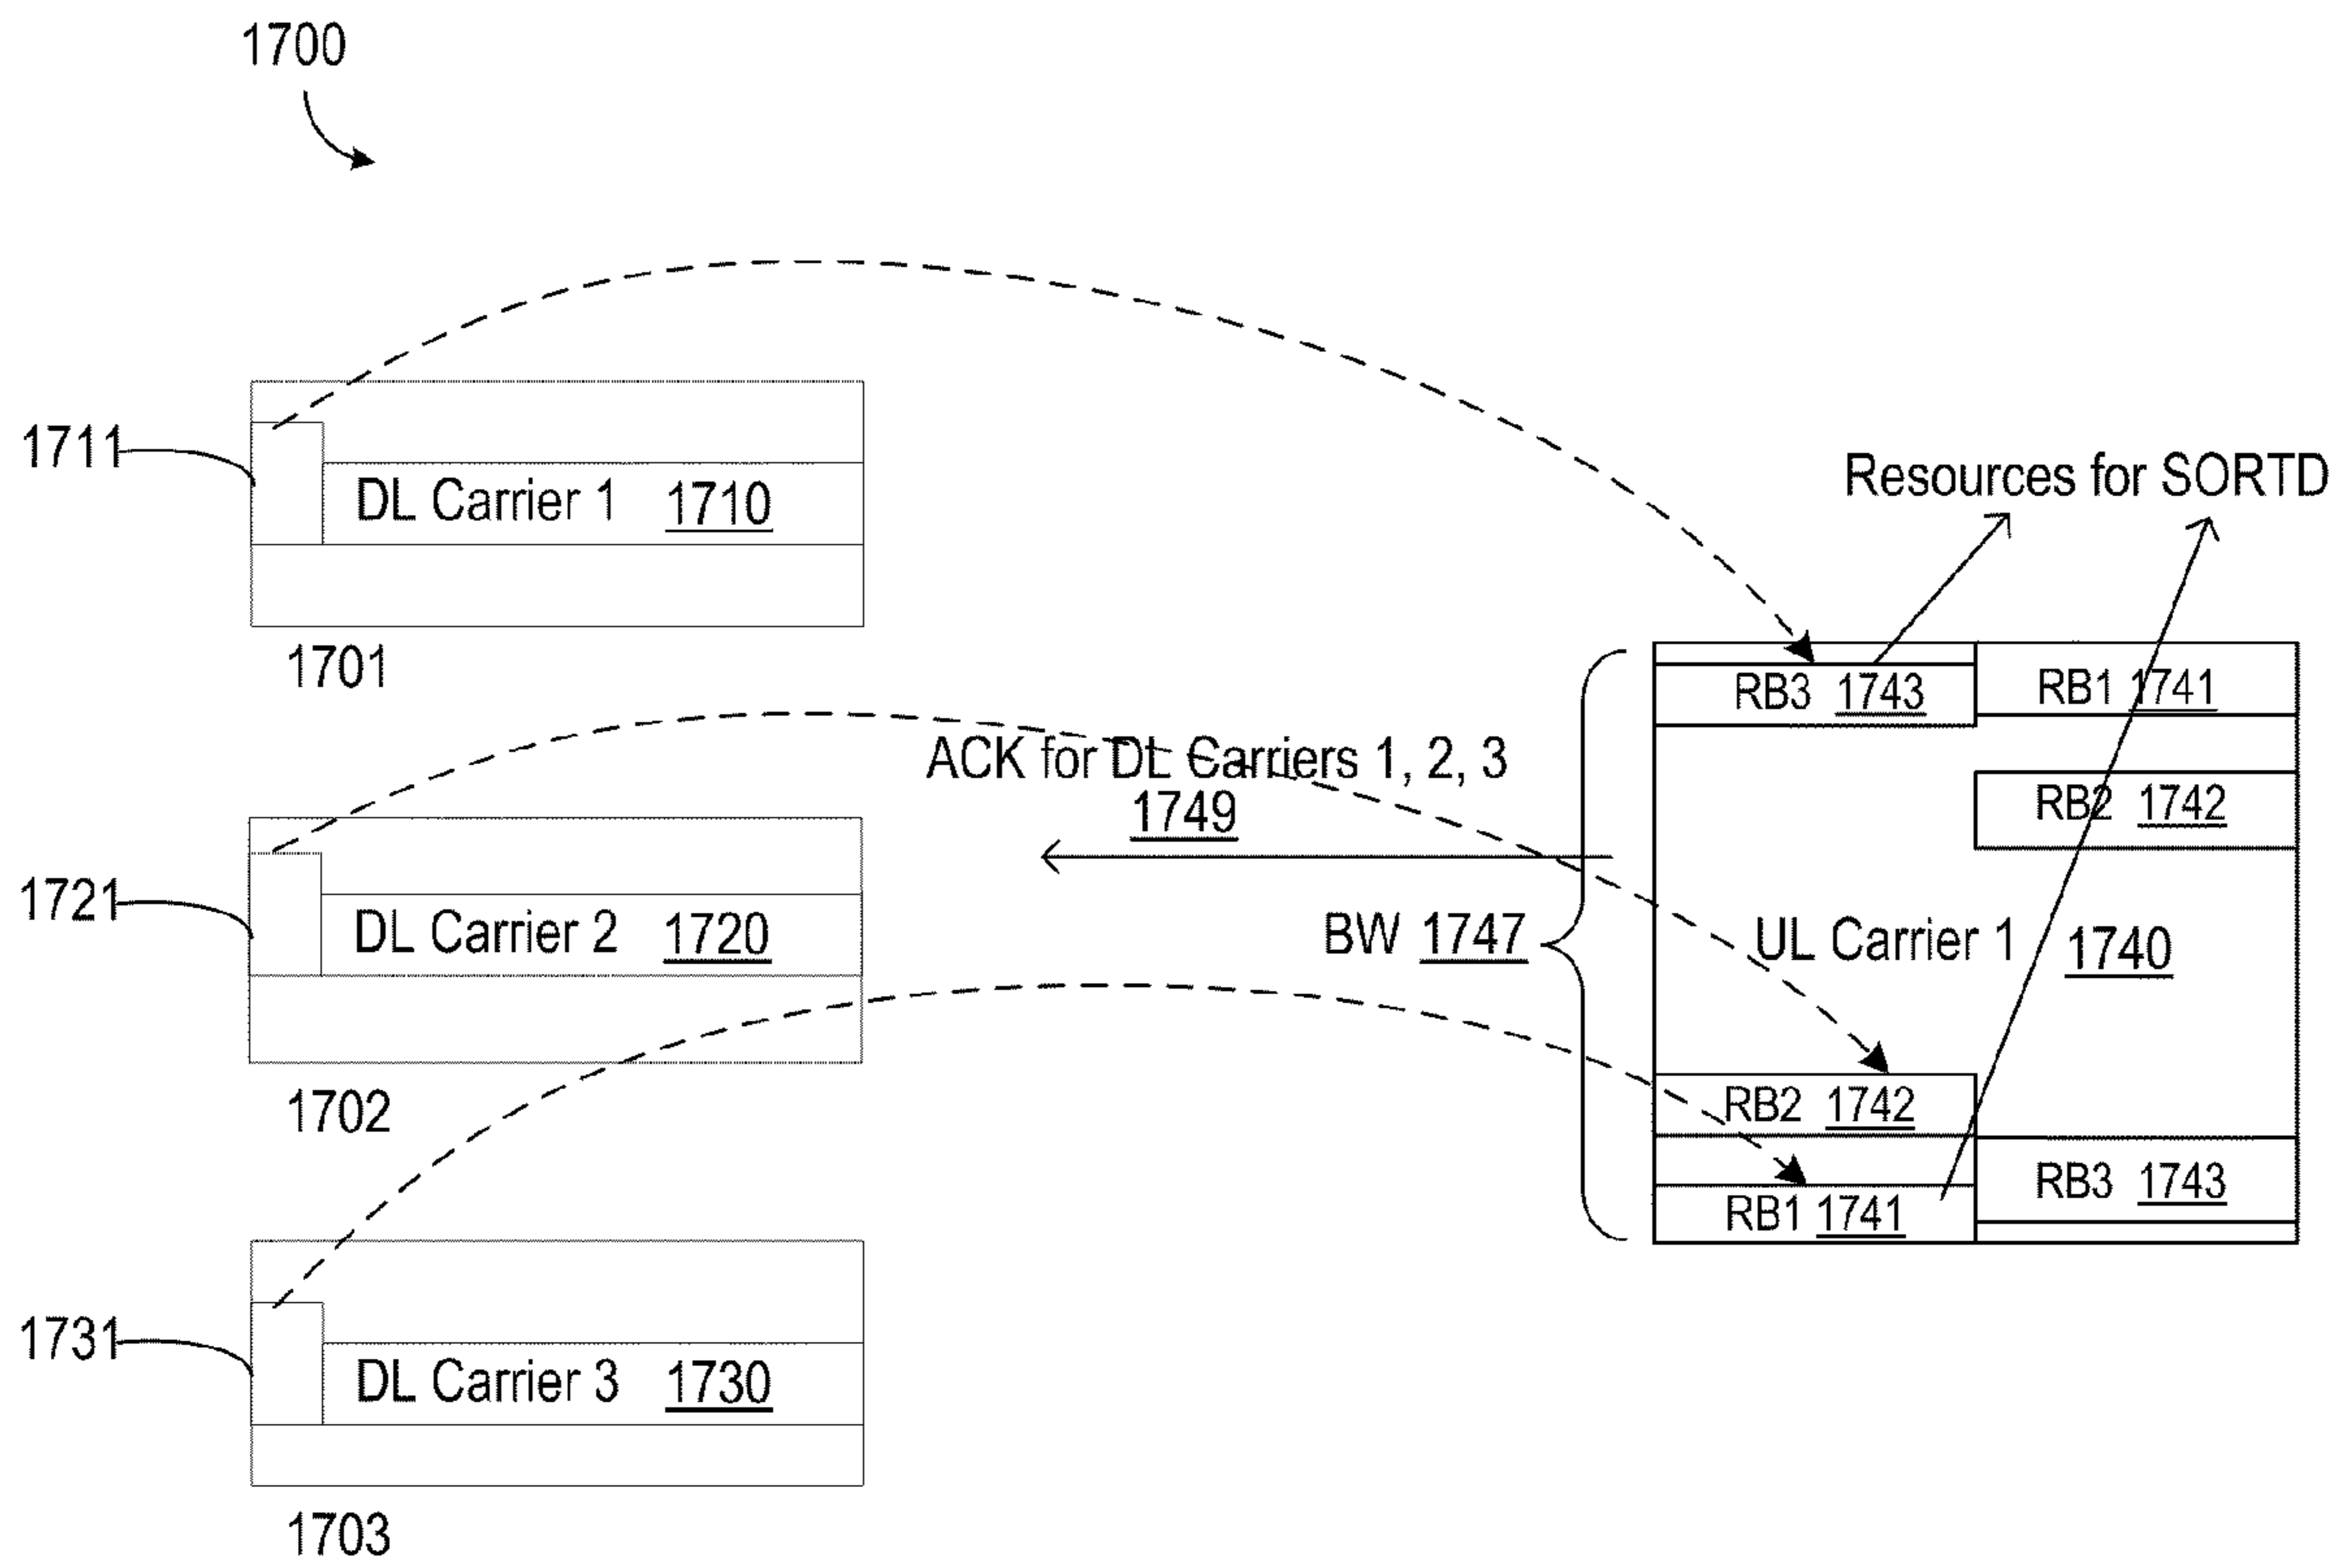 1700
1711
DL Carrier 1 1710
1701
Resources for SORTD
RB3 1743
RB1 1741
ACK for DL Carriers 1, 2, 3
1749
RB2 1742
1721
DL Carrier 2 1720
BW 1747
UL Carrier 1 1740
1702
RB2 1742
RB3 1743
RB1 1741
1731
DL Carrier 3 1730
1703